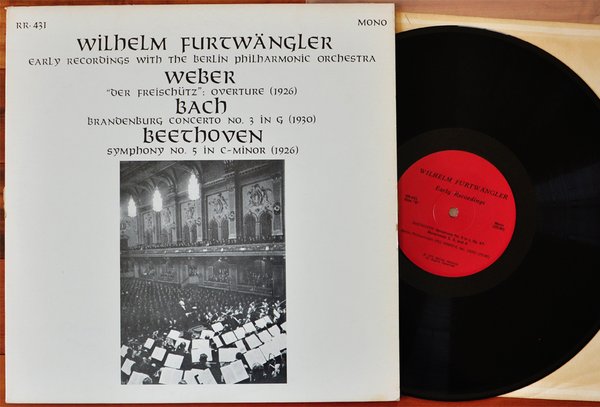 RR-431
MONO
WILHELM FURTWÄNGLER
EARLY RECORDINGS WITH THE BERLIN PHILHARMONIC ORCHESTRA
WEBER
"DER FREISCHÜTZ": OVERTURE (1926)
BACH
BRANDENBURG CONCERTO NO. 3 IN G (1930)
BEETHOVEN
SYMPHONY NO. 5 IN C-MINOR (1926)
WILHELM FURTWÄNGLER
Early Recordings